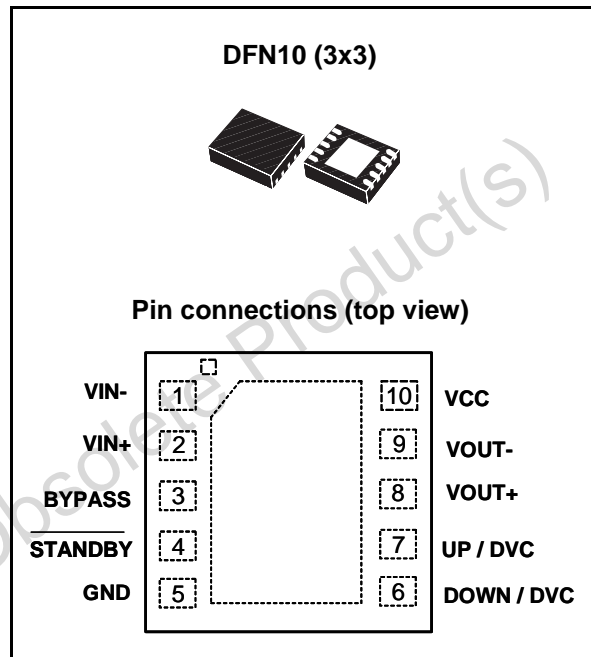 DFN10 (3x3)
Obsolete Product(s)
Pin connections (top view)
VIN- 1 10 VCC
VIN+ 2 9 VOUT-
BYPASS 3 8 VOUT+
STANDBY 4 7 UP / DVC
GND 5 6 DOWN / DVC